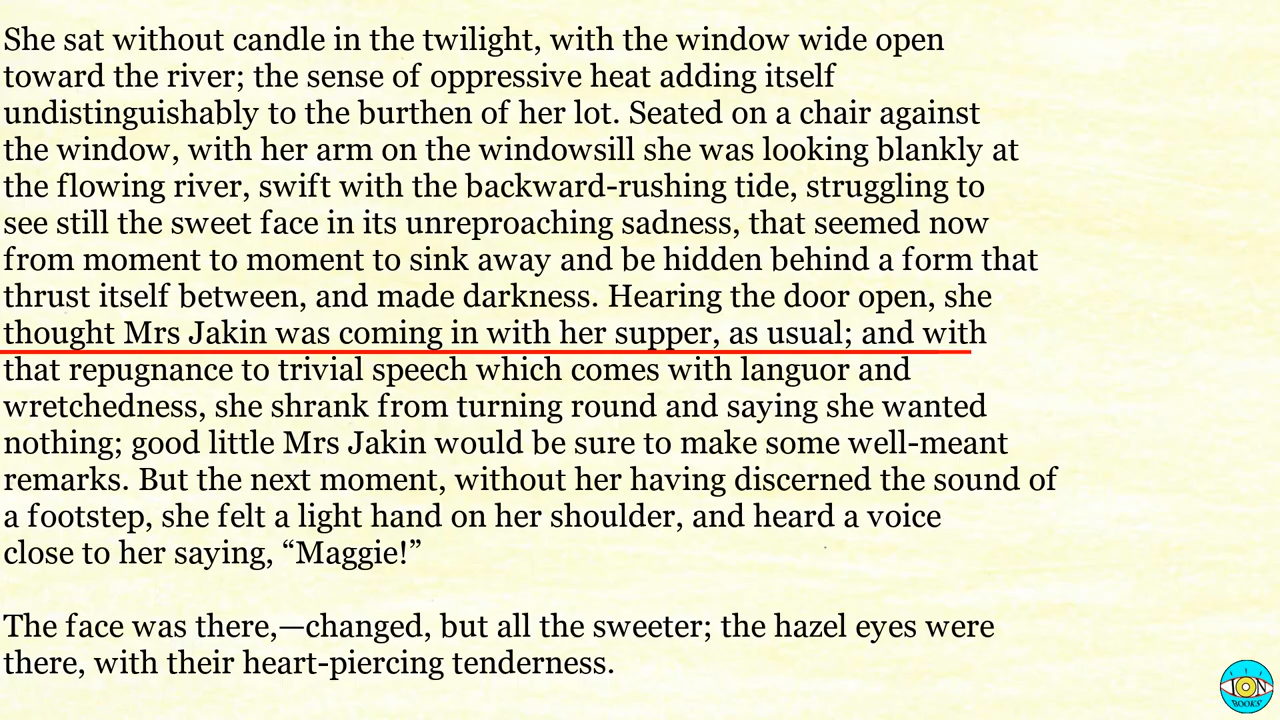 She sat without candle in the twilight, with the window wide open
toward the river; the sense of oppressive heat adding itself
undistinguishably to the burthen of her lot. Seated on a chair against
the window, with her arm on the windowsill she was looking blankly at
the flowing river, swift with the backward-rushing tide, struggling to
see still the sweet face in its unreproaching sadness, that seemed now
from moment to moment to sink away and be hidden behind a form that
thrust itself between, and made darkness. Hearing the door open, she
thought Mrs Jakin was coming in with her supper, as usual; and with
that repugnance to trivial speech which comes with languor and
wretchedness, she shrank from turning round and saying she wanted
nothing; good little Mrs Jakin would be sure to make some well-meant
remarks. But the next moment, without her having discerned the sound of
a footstep, she felt a light hand on her shoulder, and heard a voice
close to her saying, “Maggie!”
The face was there,—changed, but all the sweeter; the hazel eyes were
there, with their heart-piercing tenderness.
ION
BOOKS